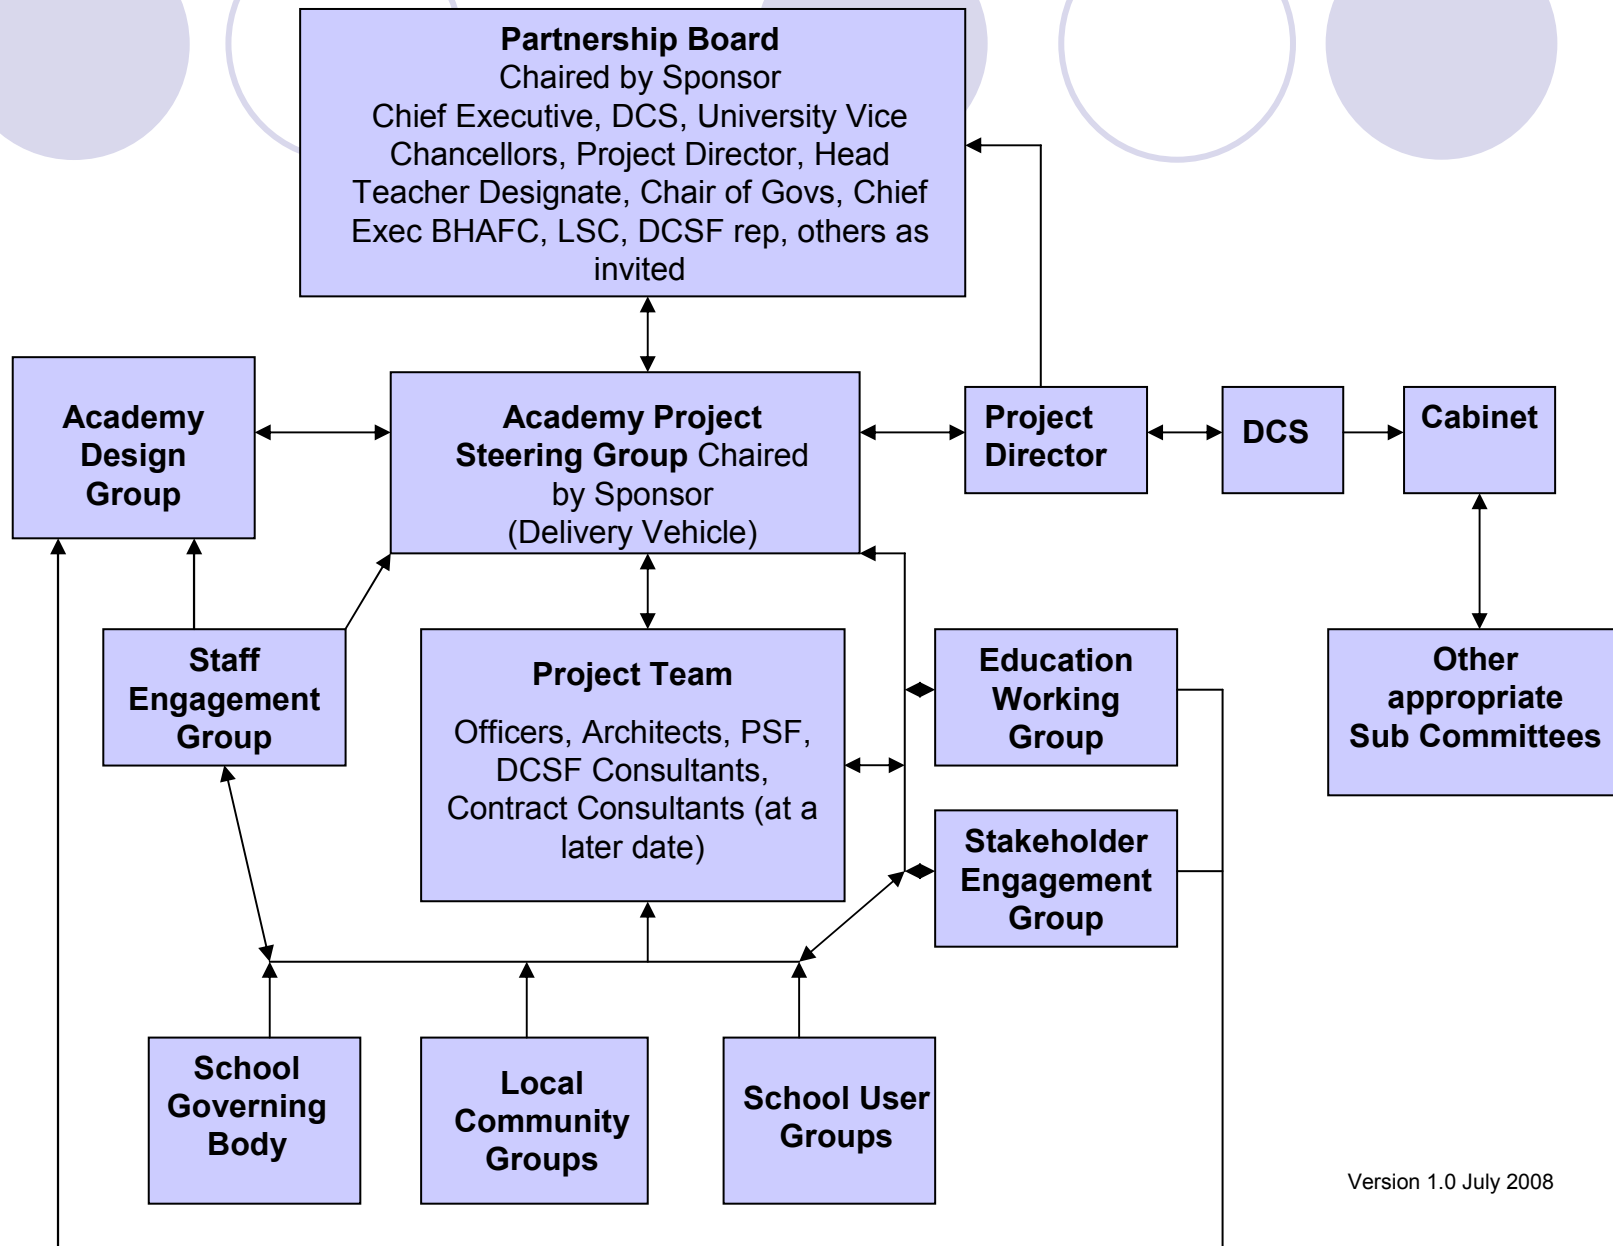 Partnership Board
Chaired by Sponsor
Chief Executive, DCS, University Vice
Chancellors, Project Director, Head
Teacher Designate, Chair of Govs, Chief
Exec BHAFC, LSC, DCSF rep, others as
invited
Academy
Design
Group
Academy Project
Steering Group Chaired
by Sponsor
(Delivery Vehicle)
Project
Director
DCS
Cabinet
Staff
Engagement
Group
Project Team
Officers, Architects, PSF,
DCSF Consultants,
Contract Consultants (at a
later date)
Education
Working
Group
Other
appropriate
Sub Committees
Stakeholder
Engagement
Group
School
Governing
Body
Local
Community
Groups
School User
Groups
Version 1.0 July 2008